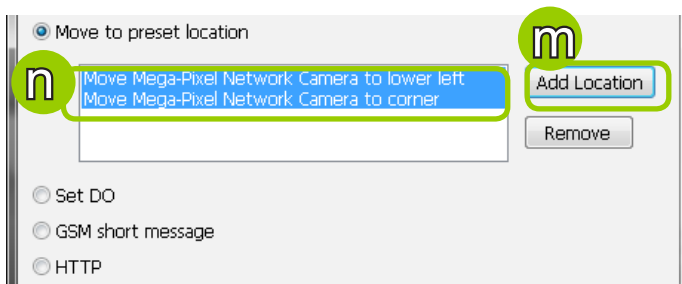 Move to preset location
m
n
Move Mega-Pixel Network Camera to lower left
Add Location
Move Mega-Pixel Network Camera to corner
Remove
Set DO
GSM short message
HTTP